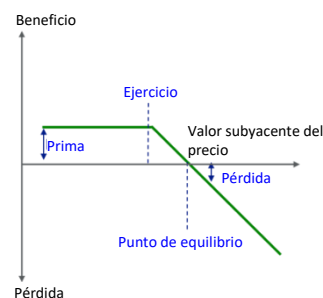 Beneficio
Ejercicio
Valor subyacente del
precio
Prima
Pérdida
Punto de equilibrio
Pérdida